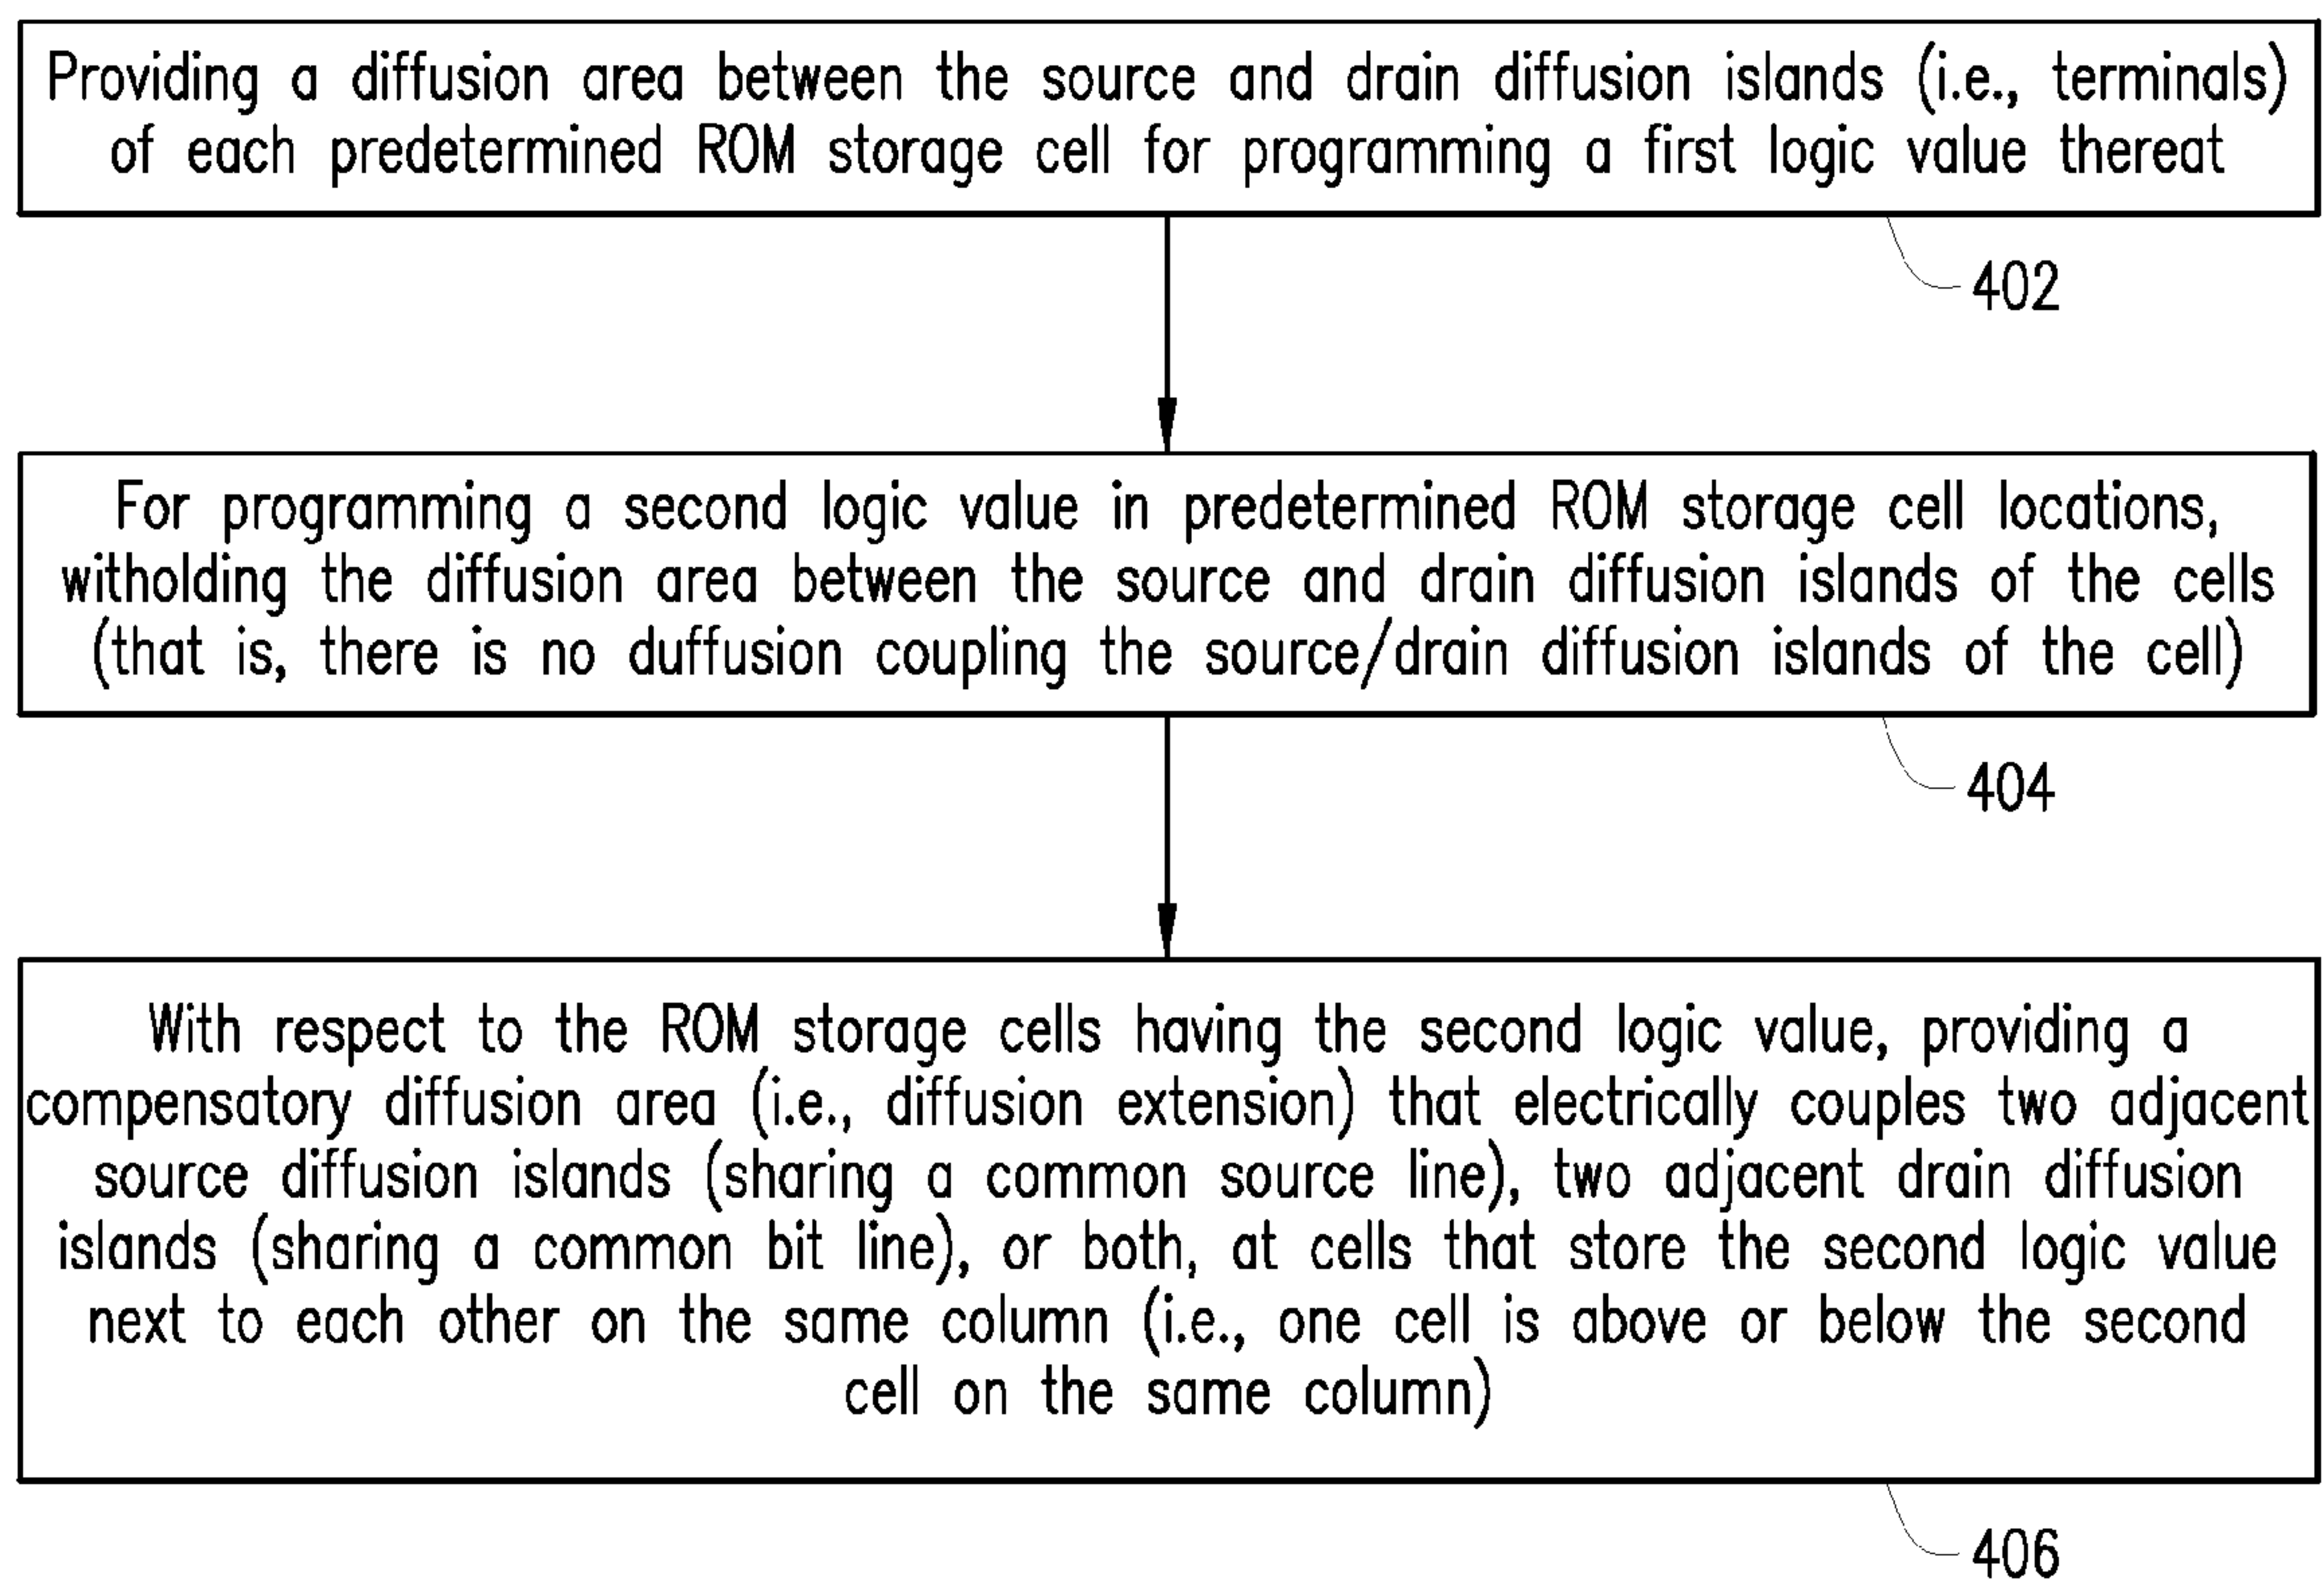 Providing a diffusion area between the source and drain diffusion islands (i.e., terminals)
of each predetermined ROM storage cell for programming a first logic value thereat
402
For programming a second logic value in predetermined ROM storage cell locations,
witholding the diffusion area between the source and drain diffusion islands of the cells
(that is, there is no duffusion coupling the source/drain diffusion islands of the cell)
404
With respect to the ROM storage cells having the second logic value, providing a
compensatory diffusion area (i.e., diffusion extension) that electrically couples two adjacent
source diffusion islands (sharing a common source line), two adjacent drain diffusion
islands (sharing a common bit line), or both, at cells that store the second logic value
next to each other on the same column (i.e., one cell is above or below the second
cell on the same column)
406